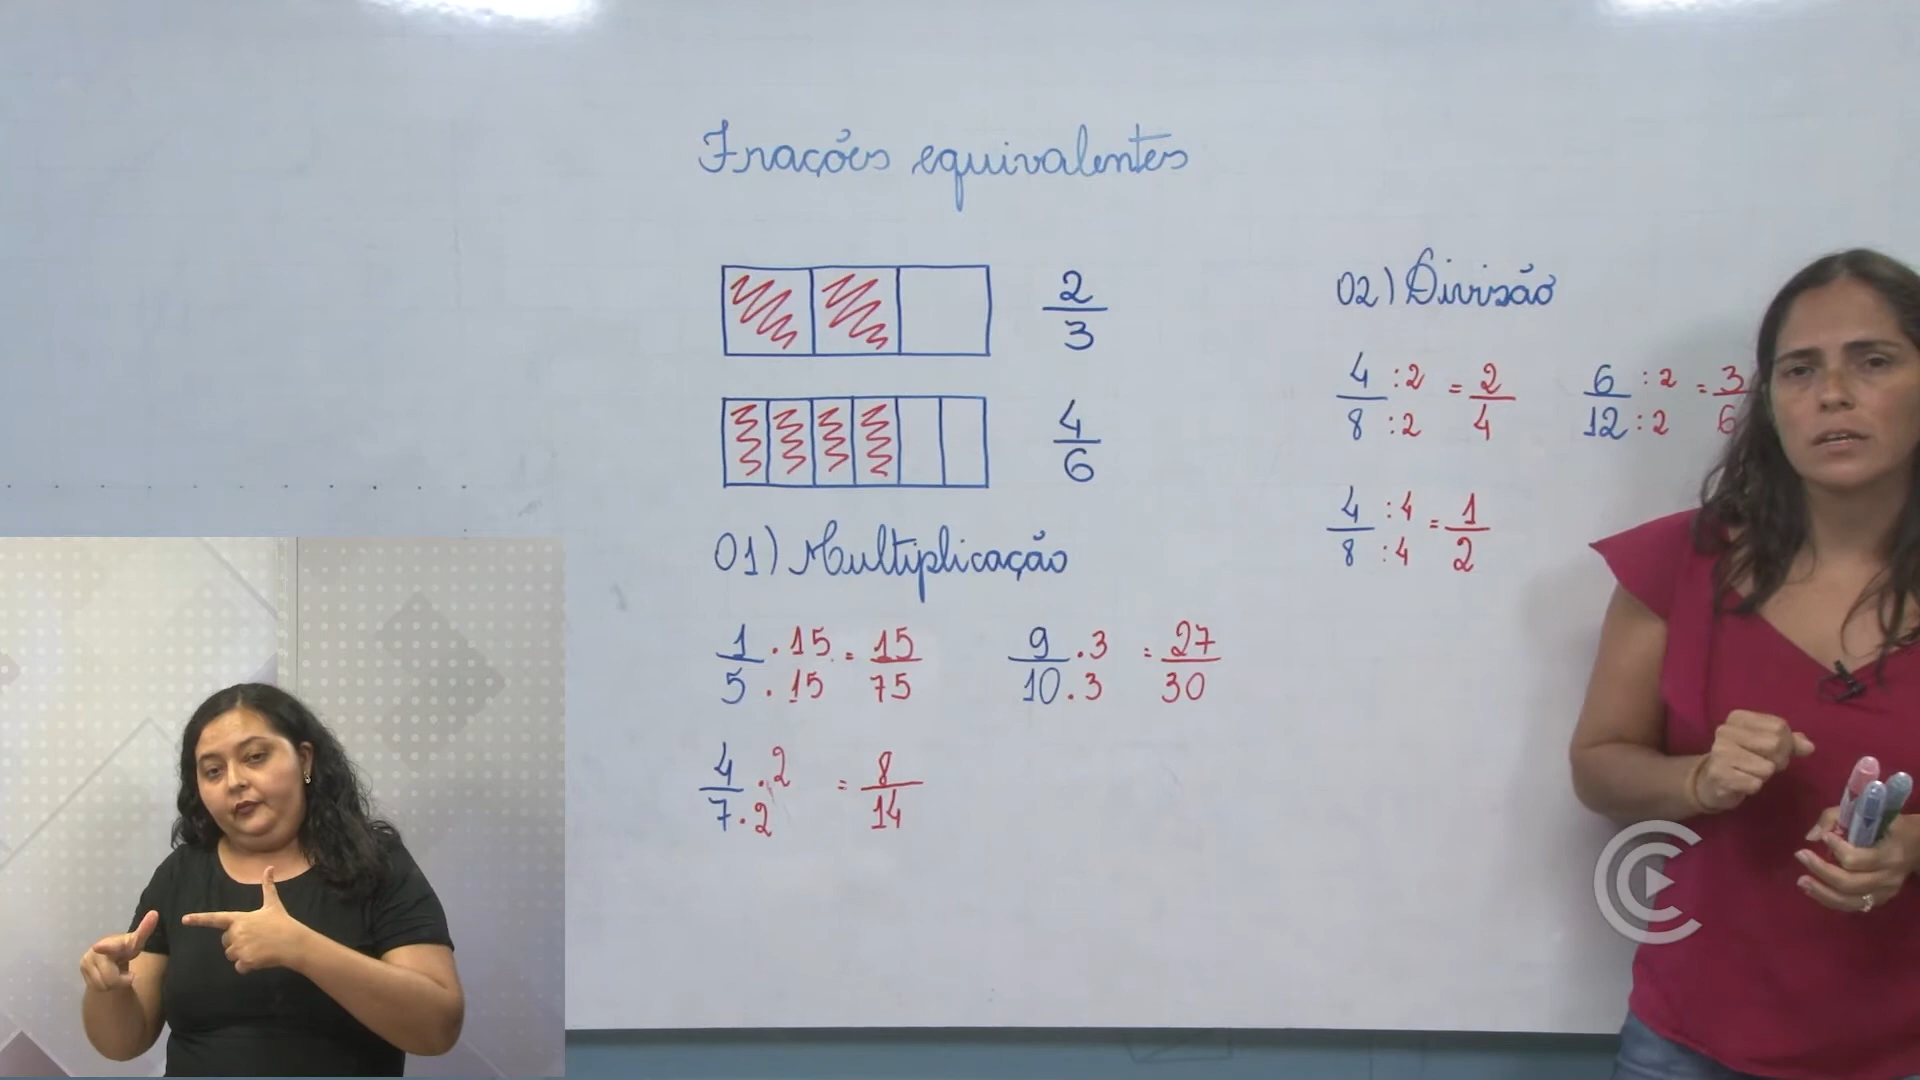 Frações equivalentes
2/3
4/6
01) Multiplicação
1/5 . 15/. 15 = 15/75
9/10 . 3/. 3 = 27/30
4/7 . 2/. 2 = 8/14
02) Divisão
4/8 :2/:2 = 2/4
6/12 :2/:2 = 3/6
4/8 :4/:4 = 1/2